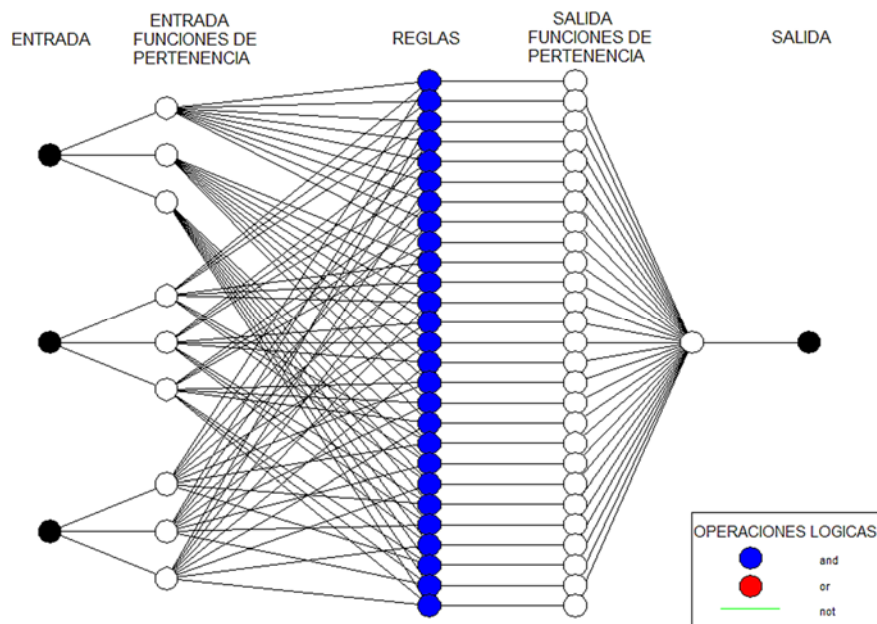 ENTRADA
ENTRADA
FUNCIONES DE
PERTENENCIA
REGLAS
SALIDA
FUNCIONES DE
PERTENENCIA
SALIDA
OPERACIONES LOGICAS
and
or
not